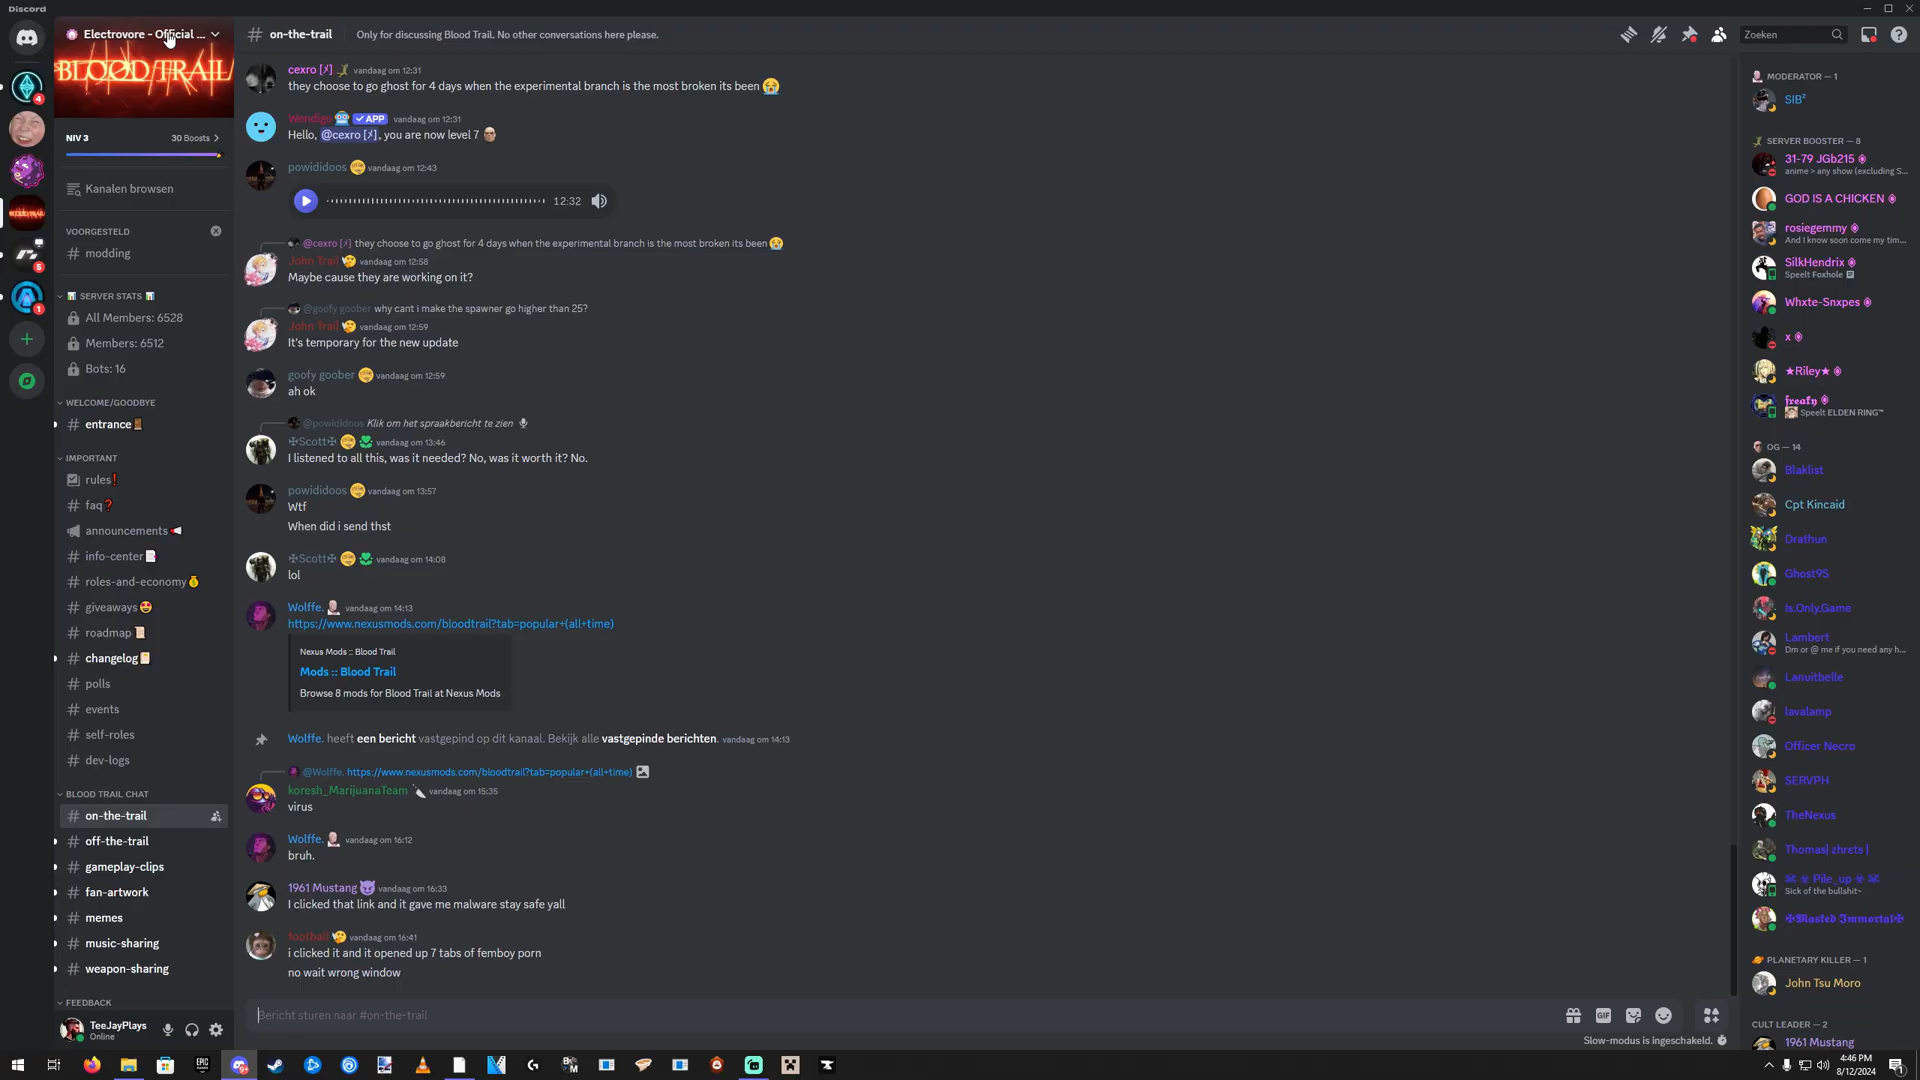 Discord
Electrovore - Official ...
BLOOD TRAIL
NIV 3
30 Boosts
Kanalen browsen
VOORGESTELD
modding
SERVER STATS
All Members: 6528
Members: 6512
Bots: 16
WELCOME/GOODBYE
entrance
IMPORTANT
rules
faq
announcements
info-center
roles-and-economy
giveaways
roadmap
changelog
polls
events
self-roles
dev-logs
BLOOD TRAIL CHAT
on-the-trail
off-the-trail
gameplay-clips
fan-artwork
memes
music-sharing
weapon-sharing
FEEDBACK
TeeJayPlays
Online
4
5
1
on-the-trail
Only for discussing Blood Trail. No other conversations here please.
Zoeken
cexro [〆] vandaag om 12:31
they choose to go ghost for 4 days when the experimental branch is the most broken its been
Wendigo APP vandaag om 12:31
Hello, @cexro [〆], you are now level 7
powididoos vandaag om 12:43
12:32
@cexro [〆] they choose to go ghost for 4 days when the experimental branch is the most broken its been
John Trail vandaag om 12:58
Maybe cause they are working on it?
@goofy goober why cant i make the spawner go higher than 25?
John Trail vandaag om 12:59
It's temporary for the new update
goofy goober vandaag om 12:59
ah ok
@powididoos Klik om het spraakbericht te zien
✠Scott✠ vandaag om 13:46
I listened to all this, was it needed? No, was it worth it? No.
powididoos vandaag om 13:57
Wtf
When did i send thst
✠Scott✠ vandaag om 14:08
lol
Wolffe. vandaag om 14:13
https://www.nexusmods.com/bloodtrail?tab=popular+(all+time)
Nexus Mods :: Blood Trail
Mods :: Blood Trail
Browse 8 mods for Blood Trail at Nexus Mods
Wolffe. heeft een bericht vastgepind op dit kanaal. Bekijk alle vastgepinde berichten. vandaag om 14:13
@Wolffe. https://www.nexusmods.com/bloodtrail?tab=popular+(all+time)
koresh_MarijuanaTeam vandaag om 15:35
virus
Wolffe. vandaag om 16:12
bruh.
1961 Mustang vandaag om 16:33
I clicked that link and it gave me malware stay safe yall
football vandaag om 16:41
i clicked it and it opened up 7 tabs of femboy porn
no wait wrong window
Bericht sturen naar #on-the-trail
GIF
Slow-modus is ingeschakeld.
MODERATOR — 1
SIB²
SERVER BOOSTER — 8
31-79 JGb215
anime > any show (excluding S...
GOD IS A CHICKEN
rosiegemmy
And I know soon come my tim...
SilkHendrix
Speelt Foxhole
Whxte-Snxpes
x
★Riley★
𝖋𝖗𝖊𝖆𝖐𝖞
Speelt ELDEN RING™
OG — 14
Blaklist
Cpt Kincaid
Drathun
Ghost9S
Is.Only.Game
Lambert
Dm or @ me if you need any h...
Lanuitbelle
lavalamp
Officer Necro
SERVPH
TheNexus
Thomas| zhrεts |
☠ ☣ Pile_up ☣ ☠
Sick of the bullshit~
✠𝕸𝖆𝖘𝖐𝖊𝖉 𝕴𝖒𝖒𝖔𝖗𝖙𝖆𝖑✠
PLANETARY KILLER — 1
John Tsu Moro
CULT LEADER — 2
1961 Mustang
4:46 PM
8/12/2024